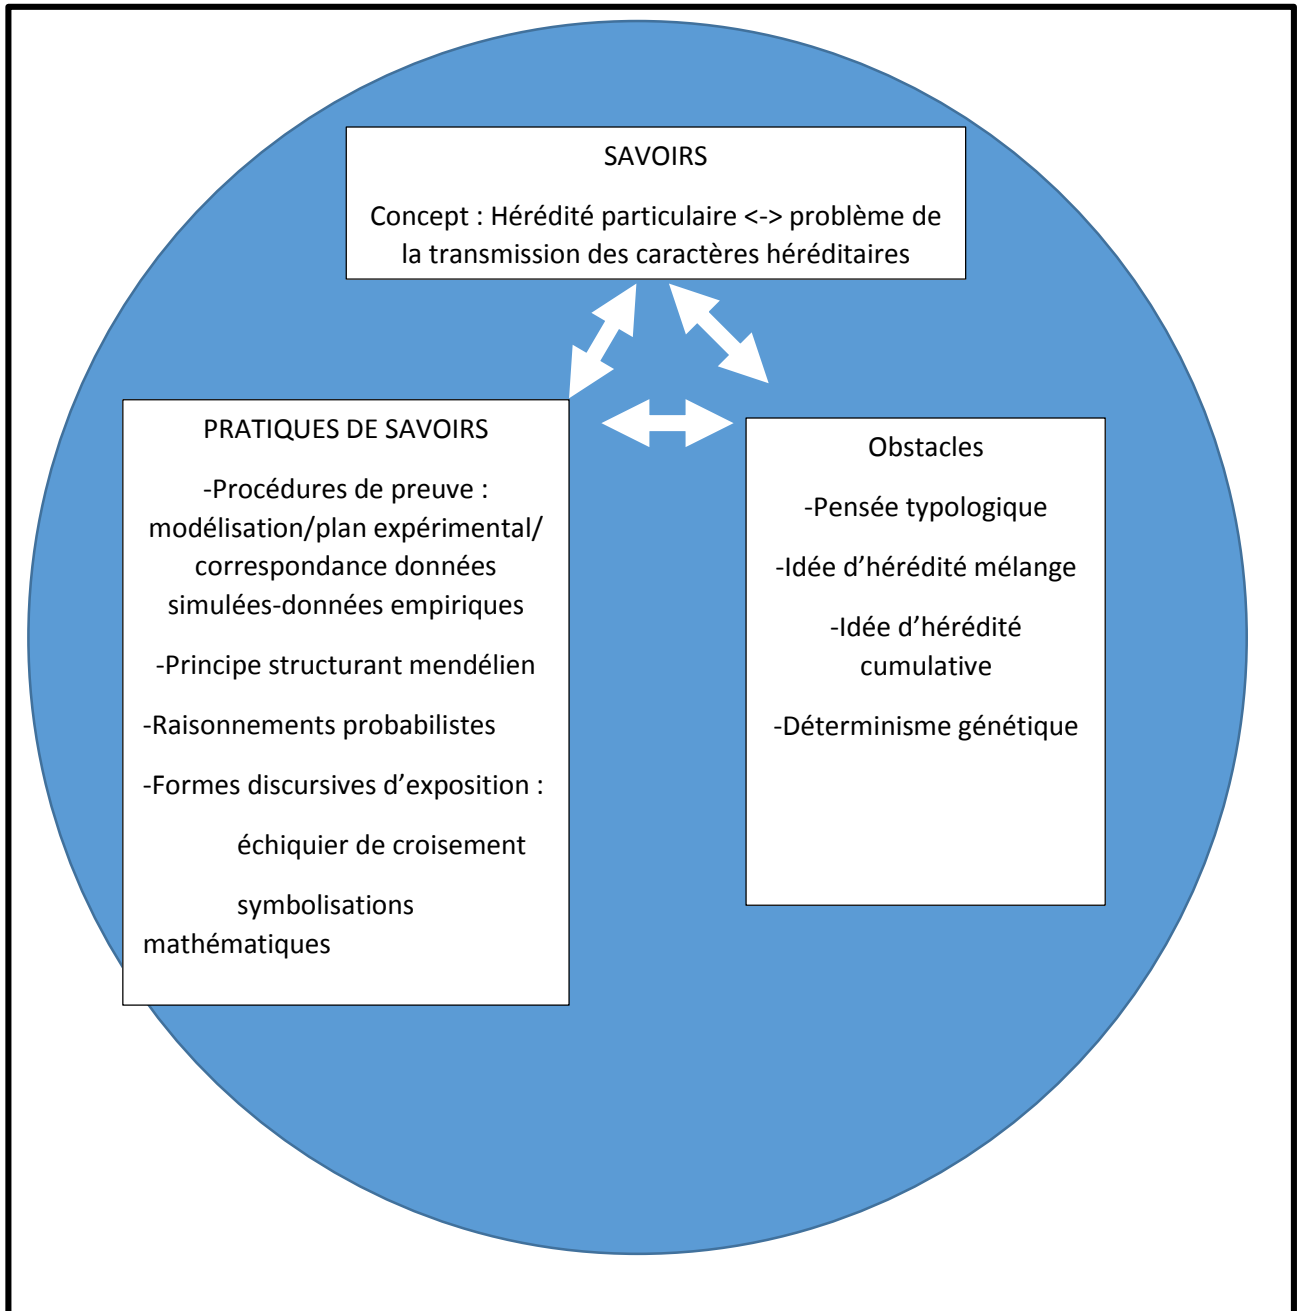 SAVOIRS
Concept : Hérédité particulaire <-> problème de
la transmission des caractères héréditaires
PRATIQUES DE SAVOIRS
-Procédures de preuve :
modélisation/plan expérimental/
correspondance données
simulées-données empiriques
-Principe structurant mendélien
-Raisonnements probabilistes
-Formes discursives d’exposition :
échiquier de croisement
symbolisations
mathématiques
Obstacles
-Pensée typologique
-Idée d’hérédité mélange
-Idée d’hérédité
cumulative
-Déterminisme génétique